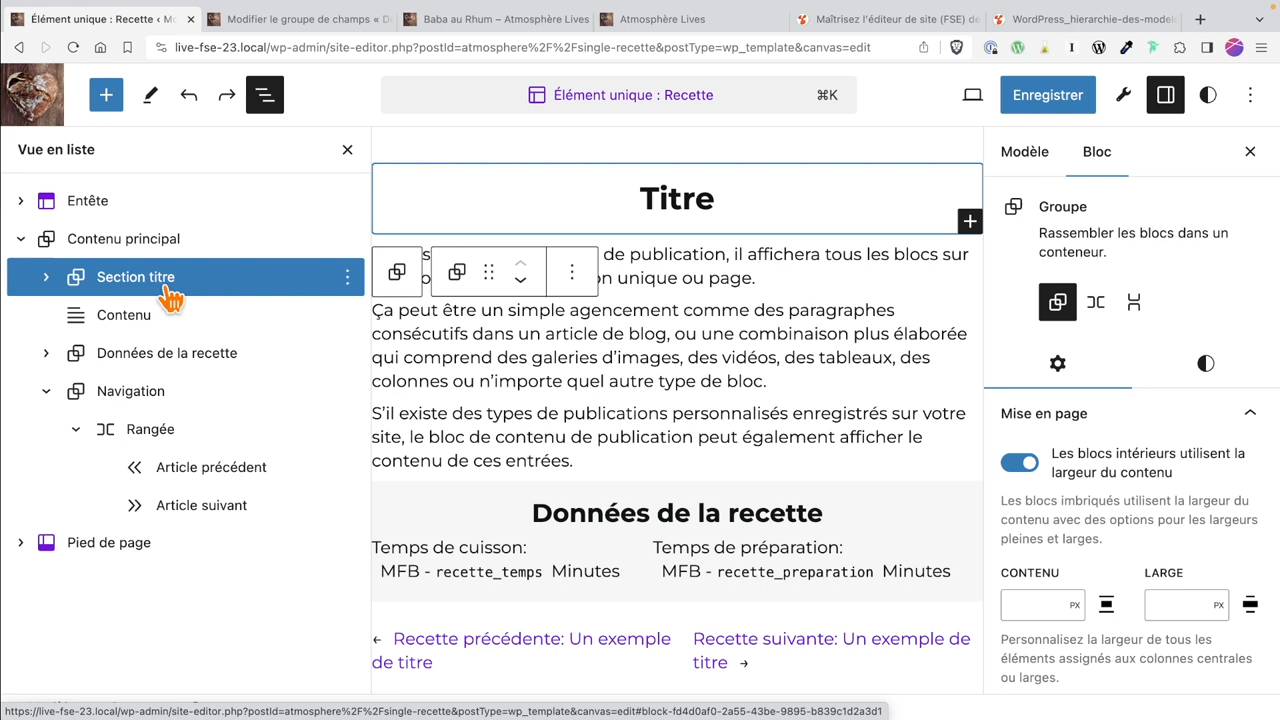 Élément unique : Recette ‹ Mo
Modifier le groupe de champs « D
Baba au Rhum – Atmosphère Lives
Atmosphère Lives
Maîtrisez l'éditeur de site (FSE) de
WordPress_hierarchie-des-model
live-fse-23.local/wp-admin/site-editor.php?postId=atmosphere%2F%2Fsingle-recette&postType=wp_template&canvas=edit
Élément unique : Recette
⌘K
Enregistrer
Vue en liste
Entête
Contenu principal
Section titre
Contenu
Données de la recette
Navigation
Rangée
Article précédent
Article suivant
Pied de page
Titre
de publication, il affichera tous les blocs sur
n unique ou page.
Ça peut être un simple agencement comme des paragraphes
consécutifs dans un article de blog, ou une combinaison plus élaborée
qui comprend des galeries d'images, des vidéos, des tableaux, des
colonnes ou n'importe quel autre type de bloc.
S'il existe des types de publications personnalisés enregistrés sur votre
site, le bloc de contenu de publication peut également afficher le
contenu de ces entrées.
Données de la recette
Temps de cuisson:
MFB - recette_temps Minutes
Temps de préparation:
MFB - recette_preparation Minutes
← Recette précédente: Un exemple
de titre
Recette suivante: Un exemple de
titre →
Modèle
Bloc
Groupe
Rassembler les blocs dans un
conteneur.
Mise en page
Les blocs intérieurs utilisent la
largeur du contenu
Les blocs imbriqués utilisent la largeur du
contenu avec des options pour les largeurs
pleines et larges.
CONTENU
LARGE
PX
PX
Personnalisez la largeur de tous les
éléments assignés aux colonnes centrales
ou larges.
https://live-fse-23.local/wp-admin/site-editor.php?postId=atmosphere%2F%2Fsingle-recette&postType=wp_template&canvas=edit#block-fd4d0af0-2a55-43be-9895-b839c1d2a3d1